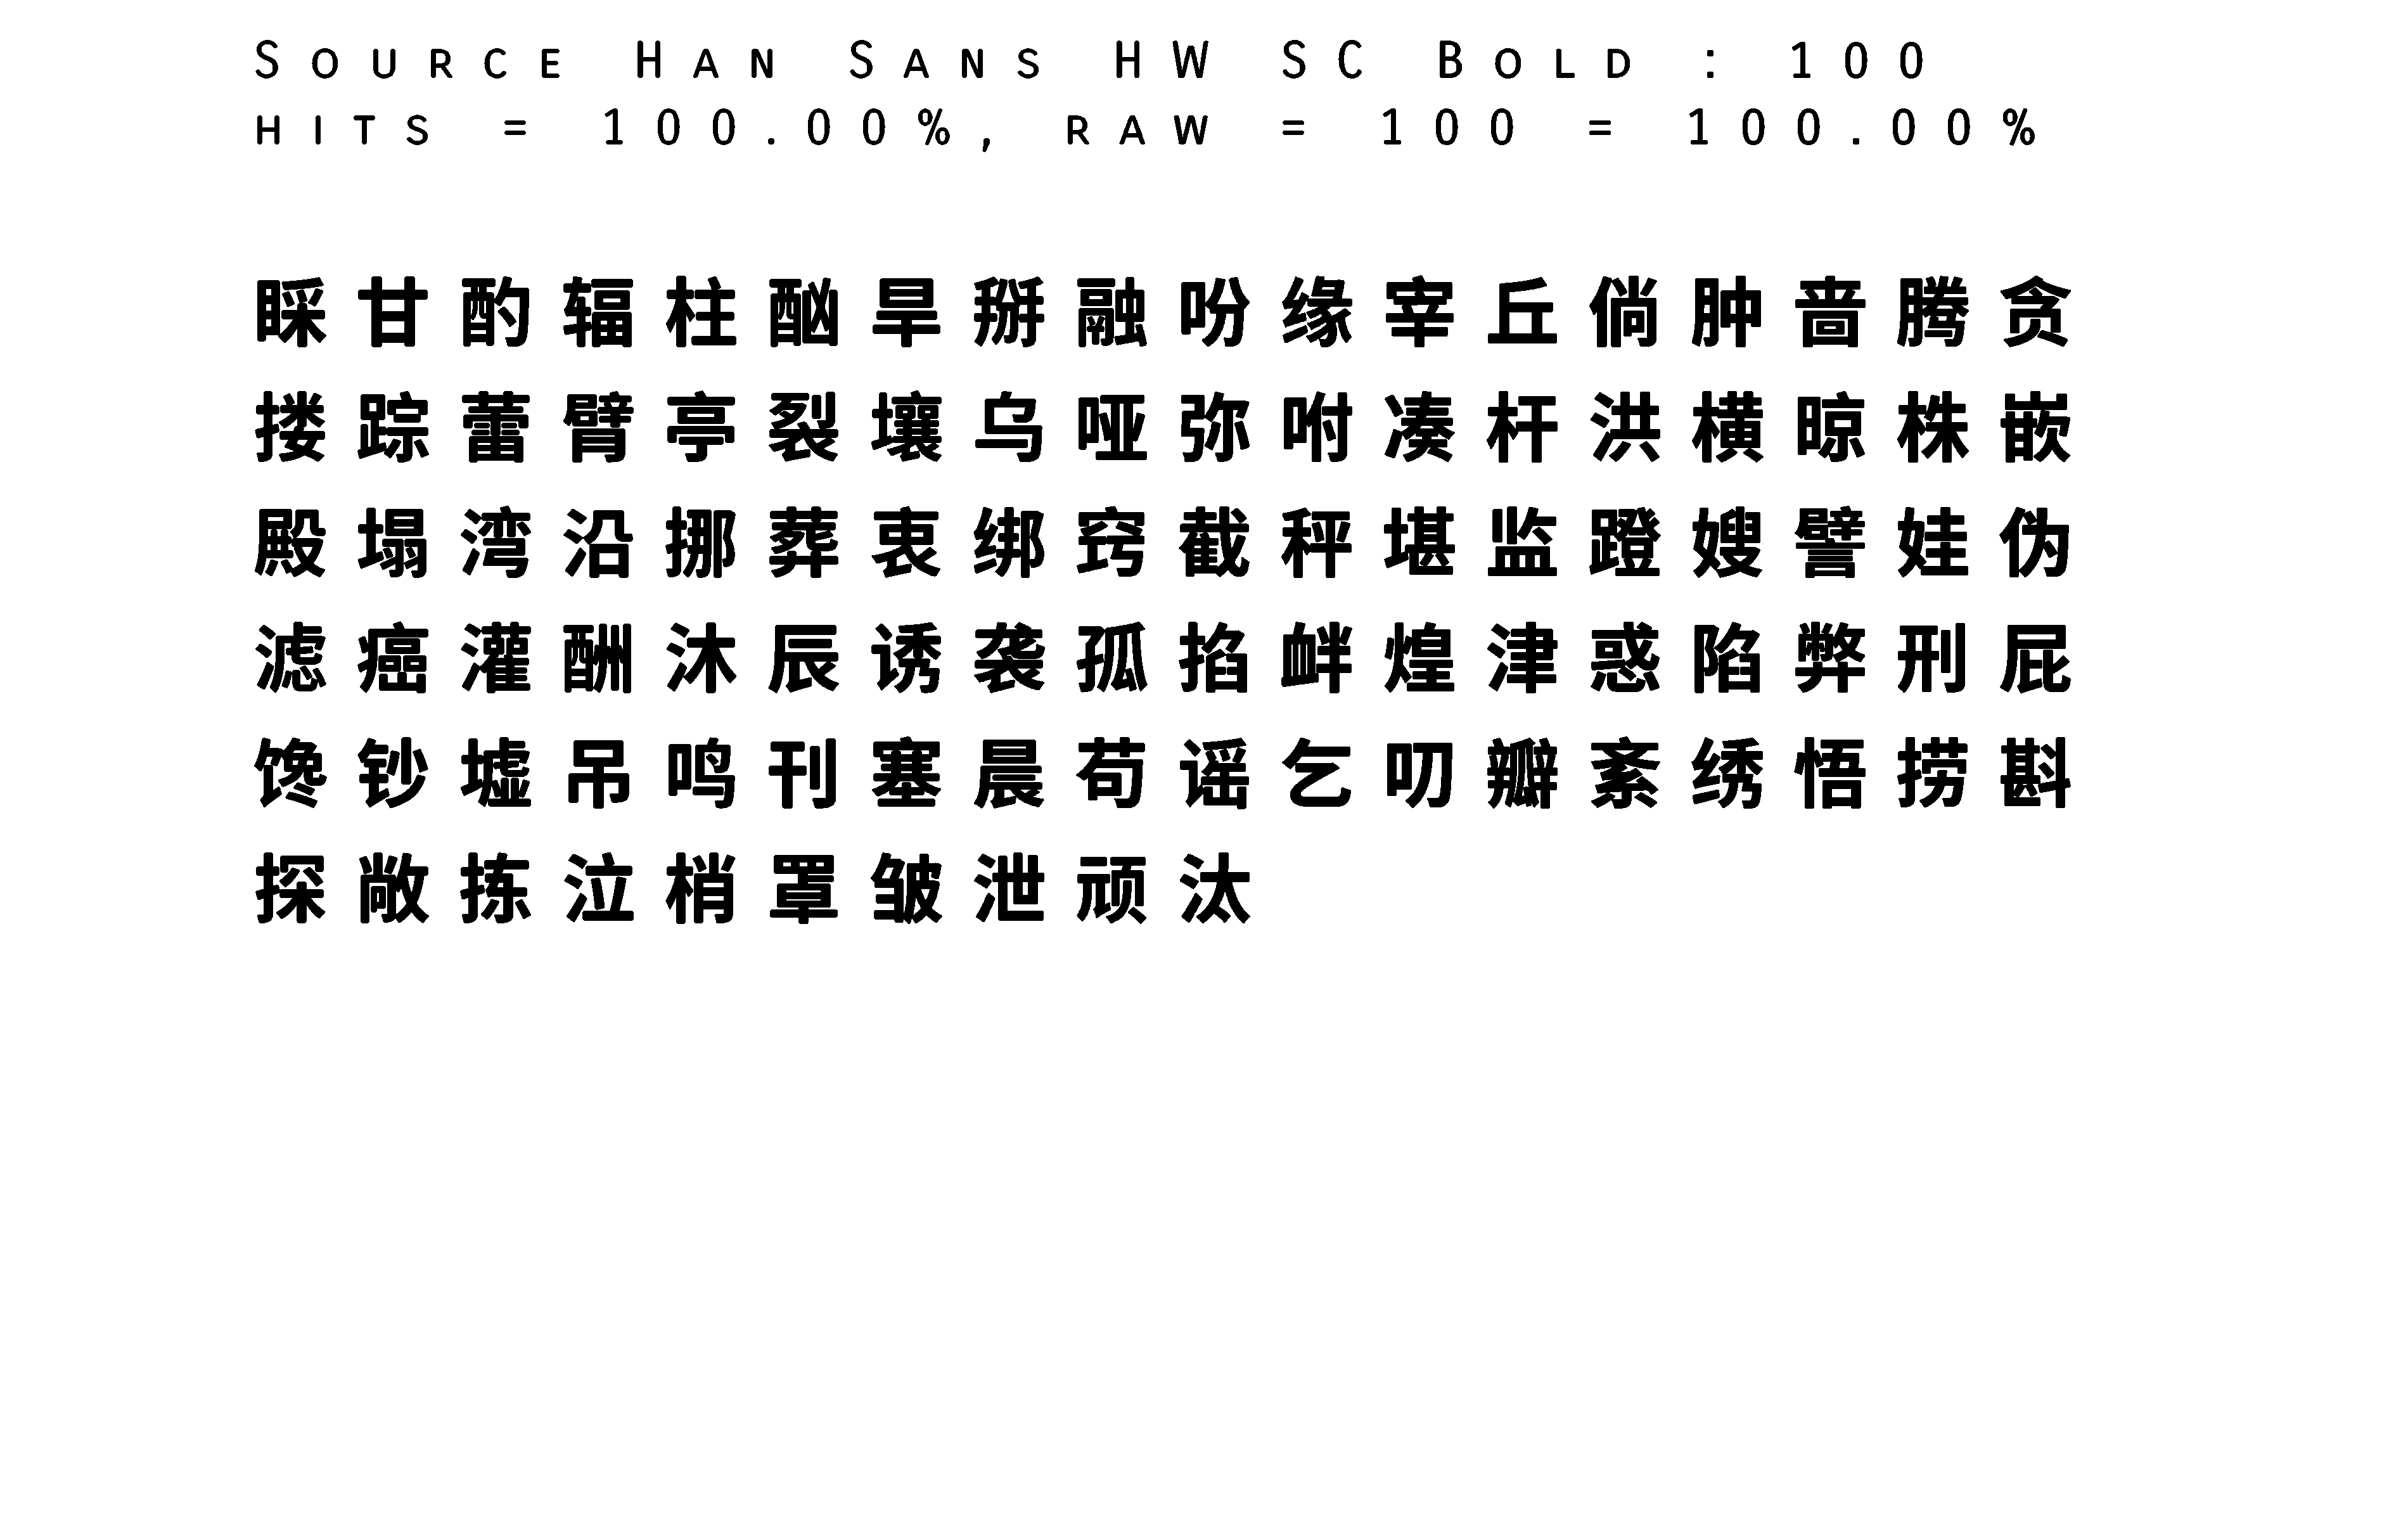 Source Han Sans HW SC Bold : 100
hits = 100.00%, raw = 100 = 100.00%
睬甘酌辐柱酗旱掰融吩缘宰丘倘肿啬腾贪
搂踪蕾臂亭裂壤乌哑弥咐凑杆洪横晾株嵌
殿塌湾沿挪葬衷绑窍截秤堪监蹬嫂譬娃伪
滤癌灌酬沐辰诱袭孤掐衅煌津惑陷弊刑屁
馋钞墟吊鸣刊塞晨苟谣乞叨瓣紊绣悟捞斟
探敞拣泣梢罩皱泄顽汰